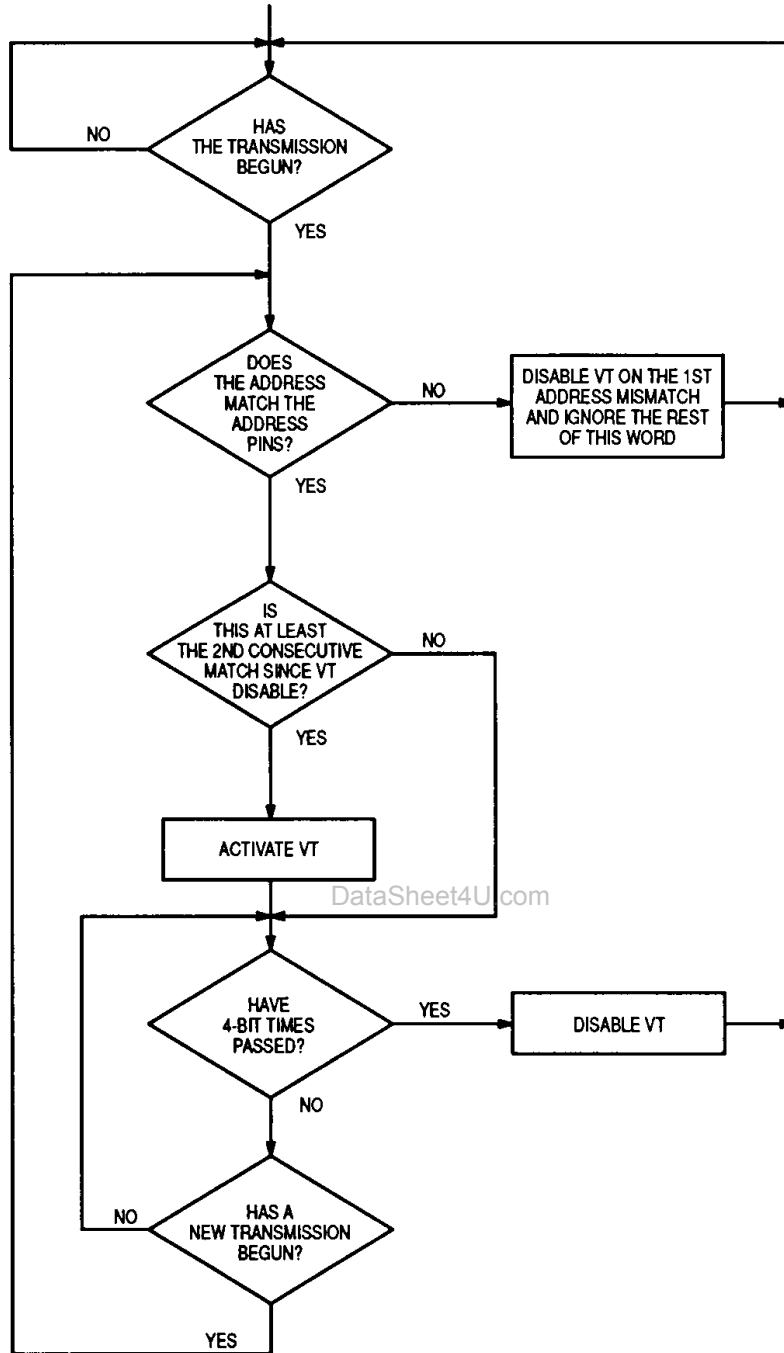 HAS
THE TRANSMISSION
BEGUN?
NO
YES
DOES
THE ADDRESS
MATCH THE
ADDRESS
PINS?
NO
DISABLE VT ON THE 1ST
ADDRESS MISMATCH
AND IGNORE THE REST
OF THIS WORD
YES
IS
THIS AT LEAST
THE 2ND CONSECUTIVE
MATCH SINCE VT
DISABLE?
NO
YES
ACTIVATE VT
DataSheet4U.com
HAVE
4-BIT TIMES
PASSED?
YES
DISABLE VT
NO
HAS A
NEW TRANSMISSION
BEGUN?
NO
YES